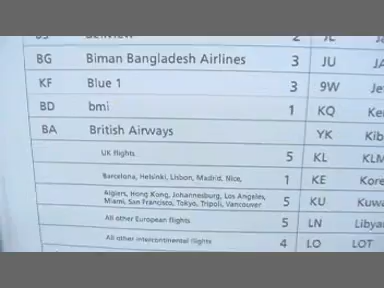 2
BG Biman Bangladesh Airlines 3 JU
KF Blue 1 3 9W
BD bmi 1 KQ
BA British Airways YK
UK flights 5 KL KLM
Barcelona, Helsinki, Lisbon, Madrid, Nice, 1 KE
Algiers, Hong Kong, Johannesburg, Los Angeles,
Miami, San Francisco, Tokyo, Tripoli, Vancouver 5 KU
All other European flights 5 LN
All other intercontinental flights 4 LO LOT